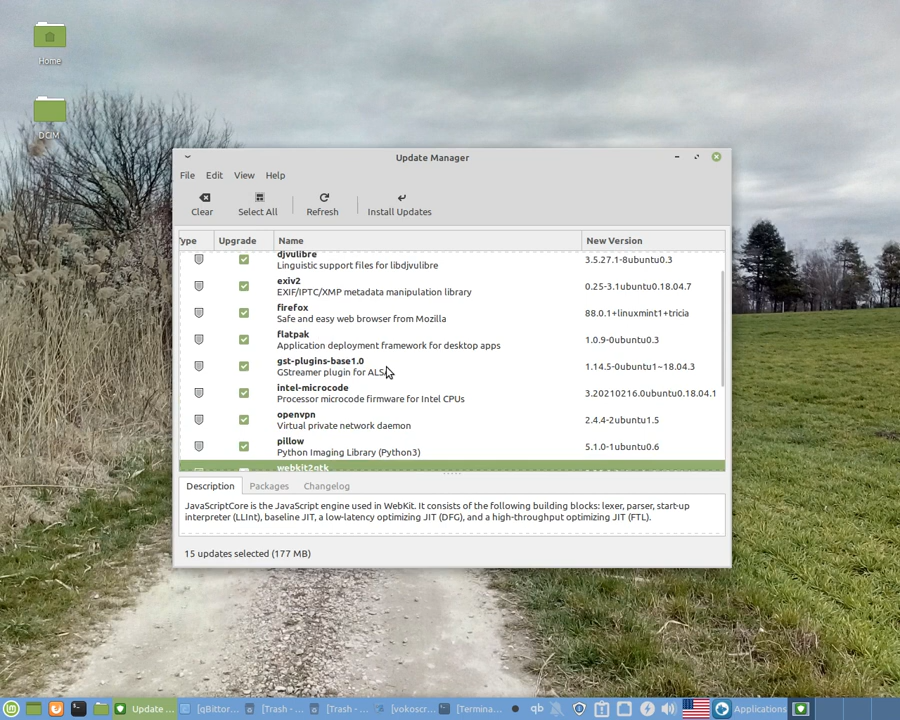 Home
DCIM
Update Manager
File Edit View Help
Clear Select All Refresh Install Updates
Type Upgrade Name New Version
djvulibre
Linguistic support files for libdjvulibre
3.5.27.1-8ubuntu0.3
exiv2
EXIF/IPTC/XMP metadata manipulation library
0.25-3.1ubuntu0.18.04.7
firefox
Safe and easy web browser from Mozilla
88.0.1+linuxmint1+tricia
flatpak
Application deployment framework for desktop apps
1.0.9-0ubuntu0.3
gst-plugins-base1.0
GStreamer plugin for ALSA
1.14.5-0ubuntu1~18.04.3
intel-microcode
Processor microcode firmware for Intel CPUs
3.20210216.0ubuntu0.18.04.1
openvpn
Virtual private network daemon
2.4.4-2ubuntu1.5
pillow
Python Imaging Library (Python3)
5.1.0-1ubuntu0.6
webkit2gtk
Description Packages Changelog
JavaScriptCore is the JavaScript engine used in WebKit. It consists of the following building blocks: lexer, parser, start-up
interpreter (LLInt), baseline JIT, a low-latency optimizing JIT (DFG), and a high-throughput optimizing JIT (FTL).
15 updates selected (177 MB)
Update ... [qBittor... [Trash - ... [Trash - ... [vokoscr... [Termina... qb Applications